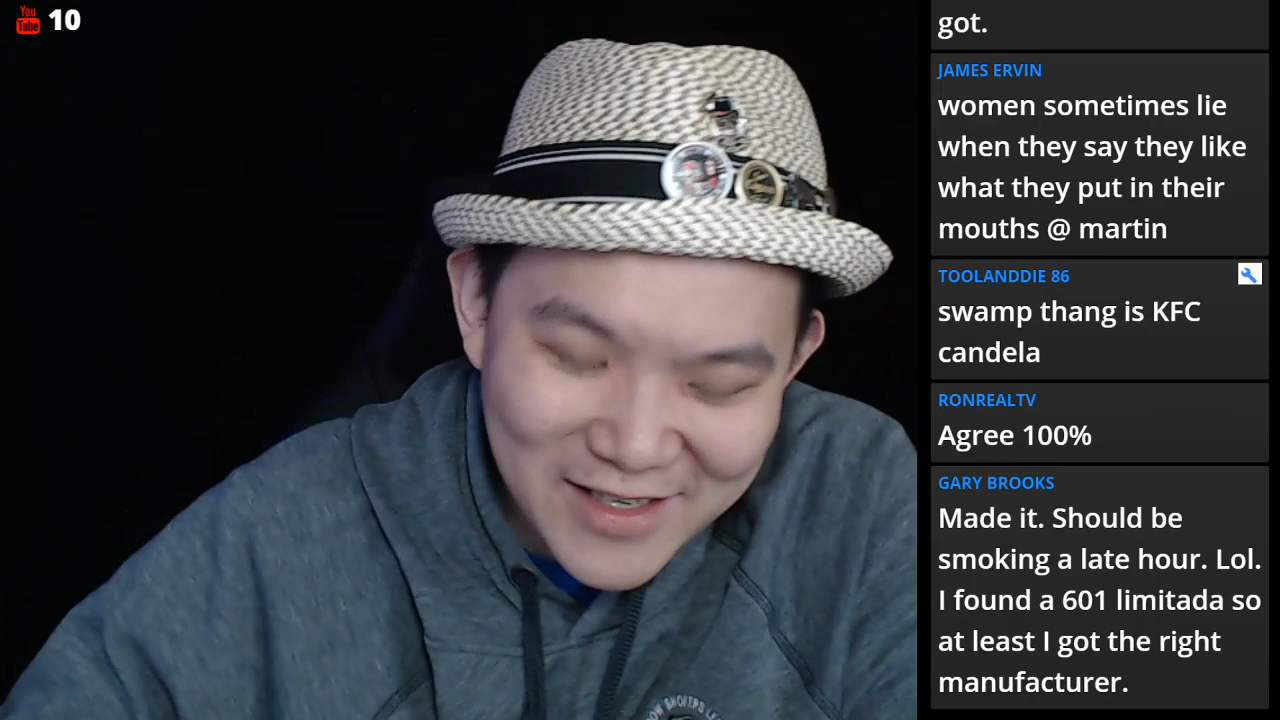 You
Tube
10
got.
JAMES ERVIN
women sometimes lie
when they say they like
what they put in their
mouths @ martin
TOOLANDDIE 86
swamp thang is KFC
candela
RONREALTV
Agree 100%
GARY BROOKS
Made it. Should be
smoking a late hour. Lol.
I found a 601 limitada so
at least I got the right
manufacturer.